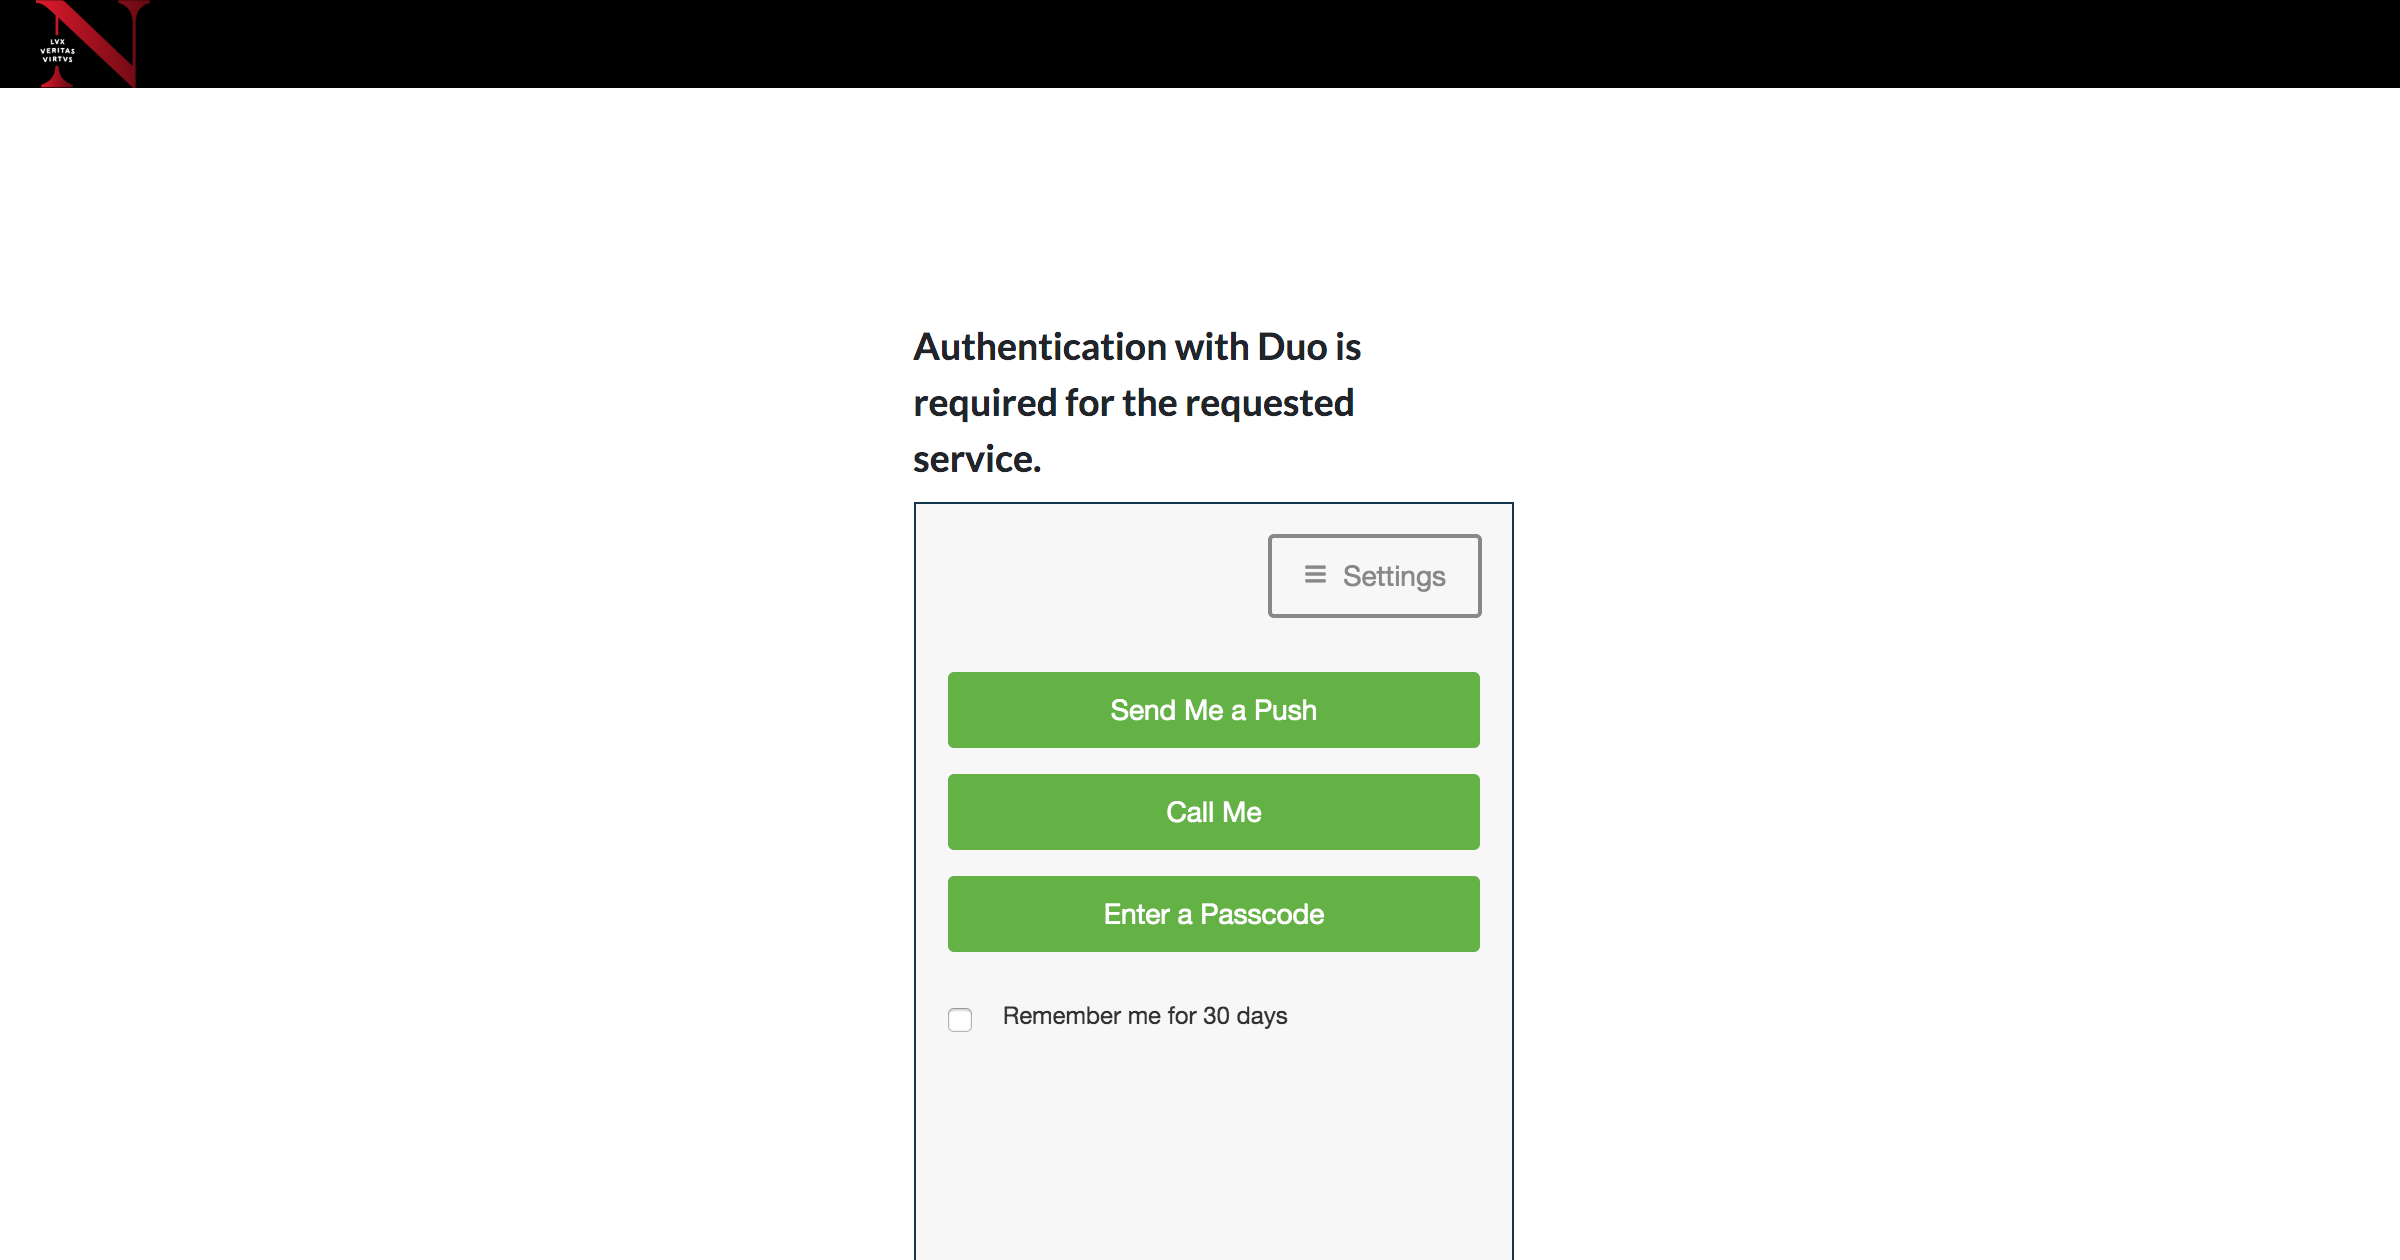 LVX
VERITAS
VIRTVS
Authentication with Duo is
required for the requested
service.
Settings
Send Me a Push
Call Me
Enter a Passcode
Remember me for 30 days